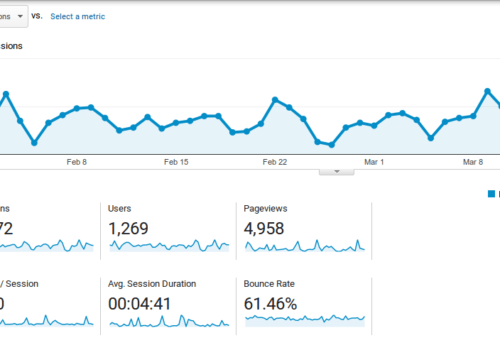 ons vs. Select a metric
sions
Feb 8 Feb 15 Feb 22 Mar 1 Mar 8
ns Users Pageviews
72 1,269 4,958
/ Session Avg. Session Duration Bounce Rate
0 00:04:41 61.46%